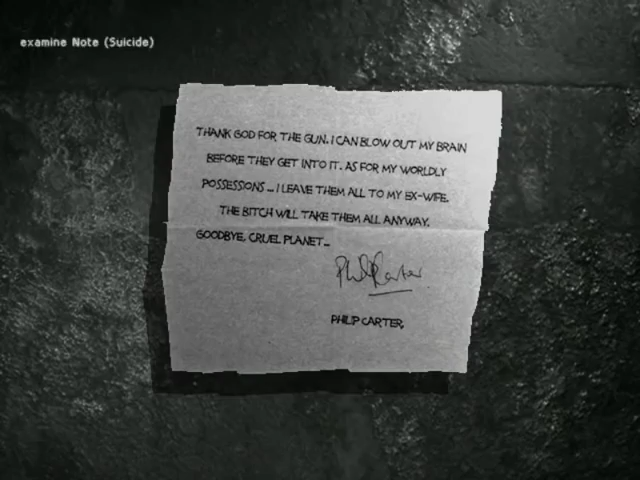 examine Note (Suicide)
THANK GOD FOR THE GUN. I CAN BLOW OUT MY BRAIN
BEFORE THEY GET INTO IT. AS FOR MY WORLDLY
POSSESSIONS... I LEAVE THEM ALL TO MY EX-WIFE.
THE BITCH WILL TAKE THEM ALL ANYWAY.
GOODBYE, CRUEL PLANET...
Phil Carter
PHILIP CARTER